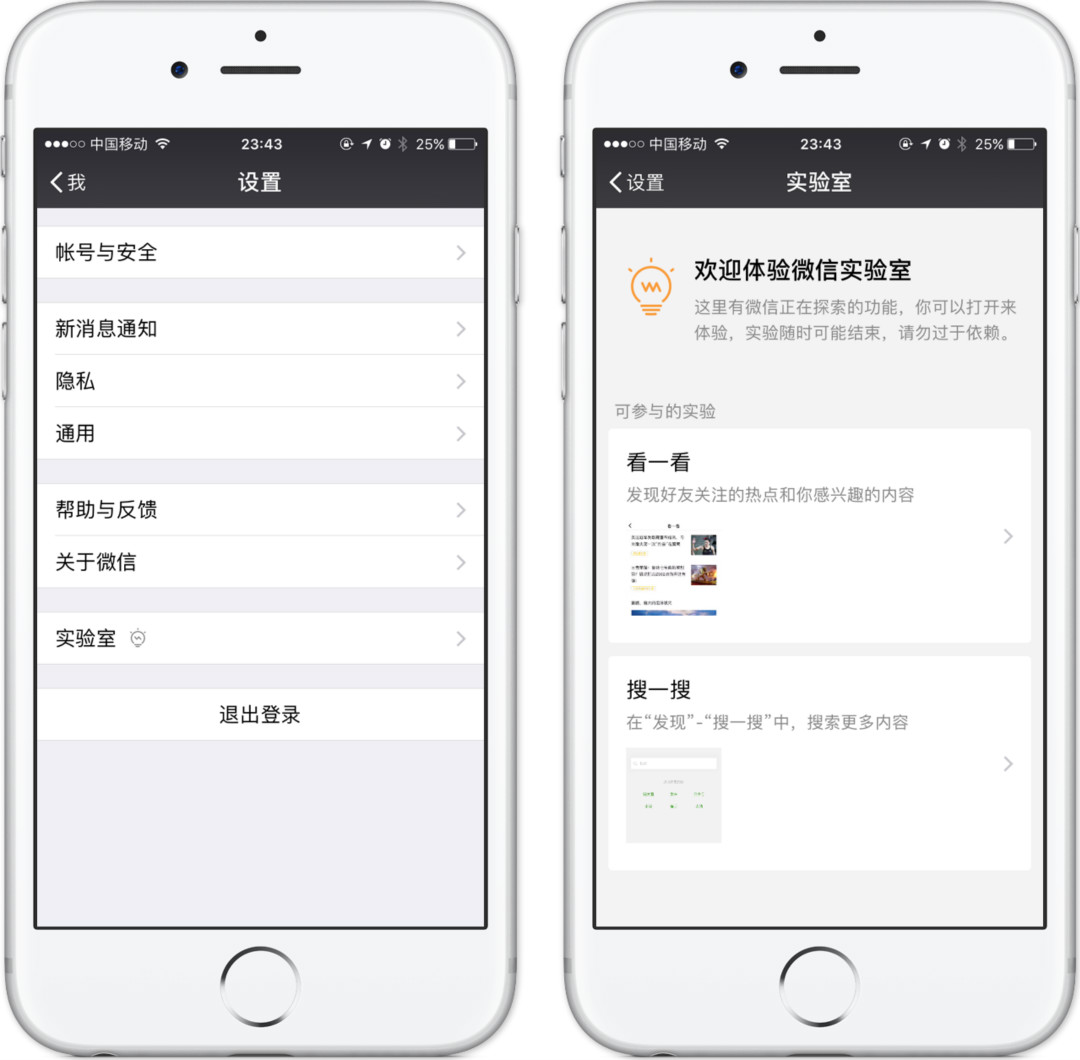 中国移动 23:43 25%
我 设置
帐号与安全
新消息通知
隐私
通用
帮助与反馈
关于微信
实验室
退出登录
中国移动 23:43 25%
设置 实验室
欢迎体验微信实验室
这里有微信正在探索的功能，你可以打开来
体验，实验随时可能结束，请勿过于依赖。
可参与的实验
看一看
发现好友关注的热点和你感兴趣的内容
看一看
搜一搜
在“发现”-“搜一搜”中，搜索更多内容